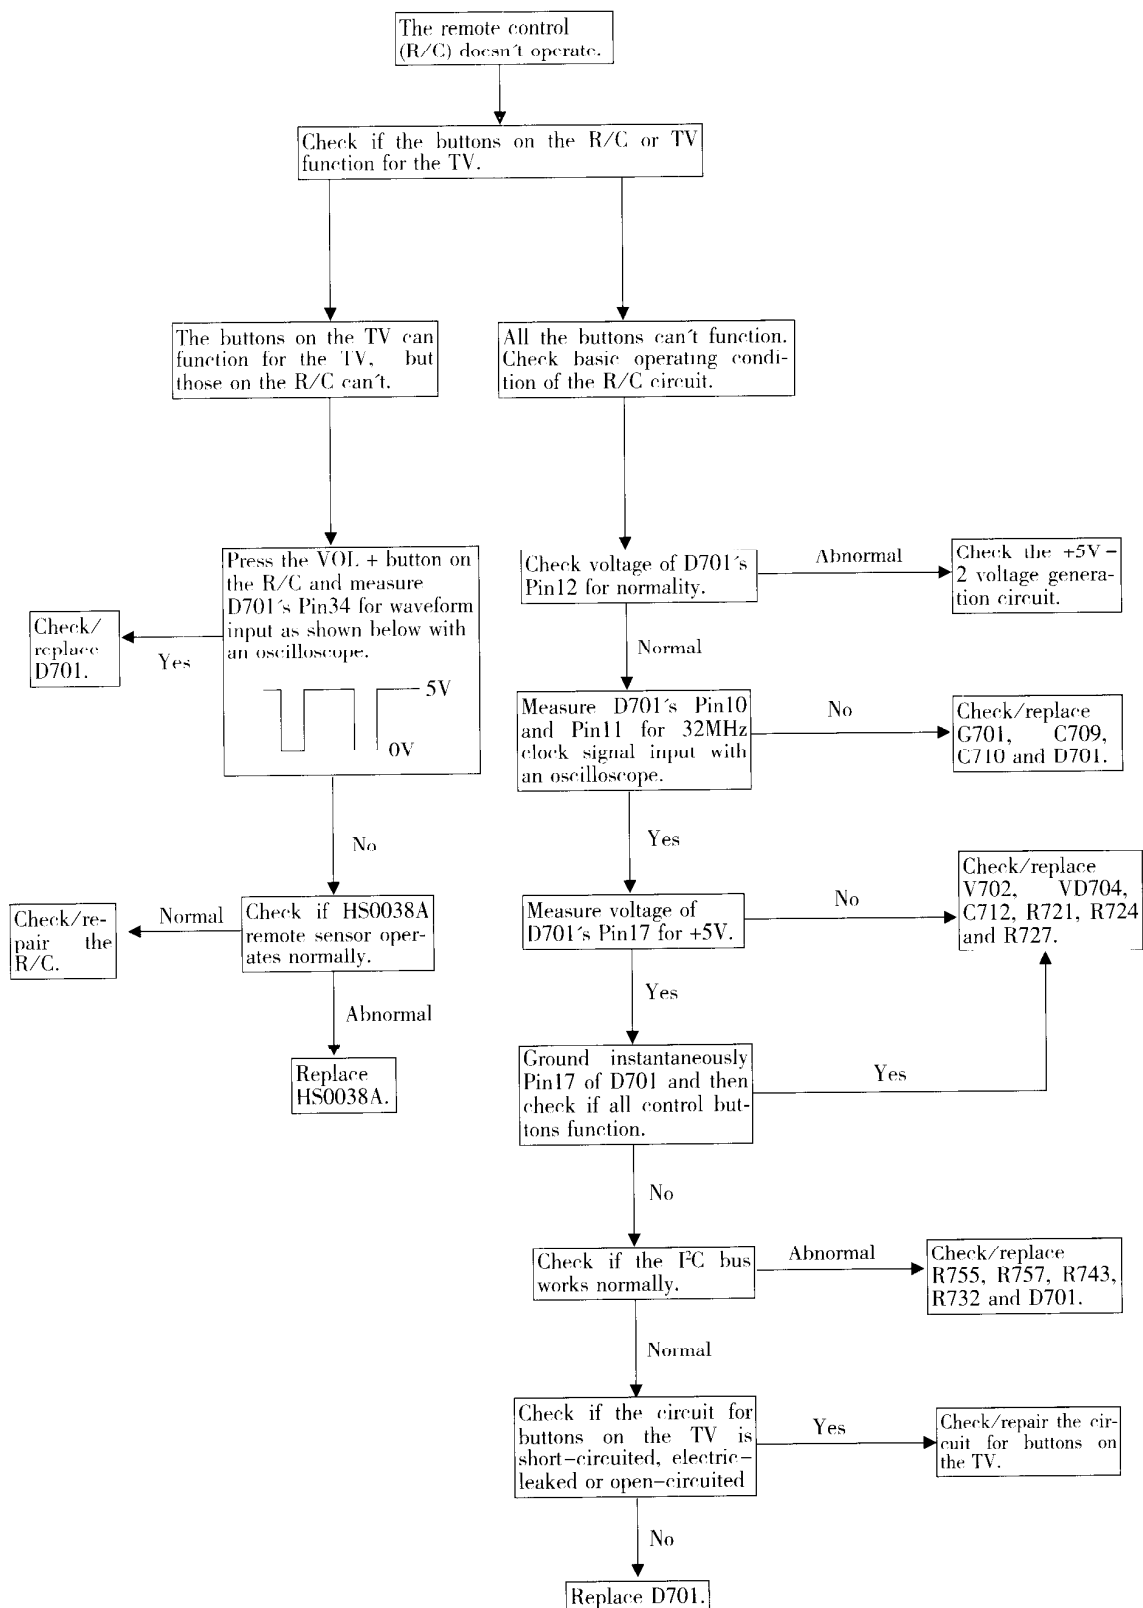 The remote control
(R/C) doesn't operate.
Check if the buttons on the R/C or TV
function for the TV.
The buttons on the TV can
function for the TV, but
those on the R/C can't.
All the buttons can't function.
Check basic operating condi-
tion of the R/C circuit.
Press the VOL + button on
the R/C and measure
D701's Pin34 for waveform
input as shown below with
an oscilloscope.
5V
0V
Yes
Check/
replace
D701.
Check voltage of D701's
Pin12 for normality.
Abnormal
Check the +5V-
2 voltage genera-
tion circuit.
Normal
Measure D701's Pin10
and Pin11 for 32MHz
clock signal input with
an oscilloscope.
No
Check/replace
G701, C709,
C710 and D701.
No
Yes
Check if HS0038A
remote sensor oper-
ates normally.
Normal
Check/re-
pair the
R/C.
Measure voltage of
D701's Pin17 for +5V.
No
Check/replace
V702, VD704,
C712, R721, R724
and R727.
Abnormal
Replace
HS0038A.
Yes
Ground instantaneously
Pin17 of D701 and then
check if all control but-
tons function.
Yes
No
Check if the I²C bus
works normally.
Abnormal
Check/replace
R755, R757, R743,
R732 and D701.
Normal
Check if the circuit for
buttons on the TV is
short-circuited, electric-
leaked or open-circuited
Yes
Check/repair the cir-
cuit for buttons on
the TV.
No
Replace D701.